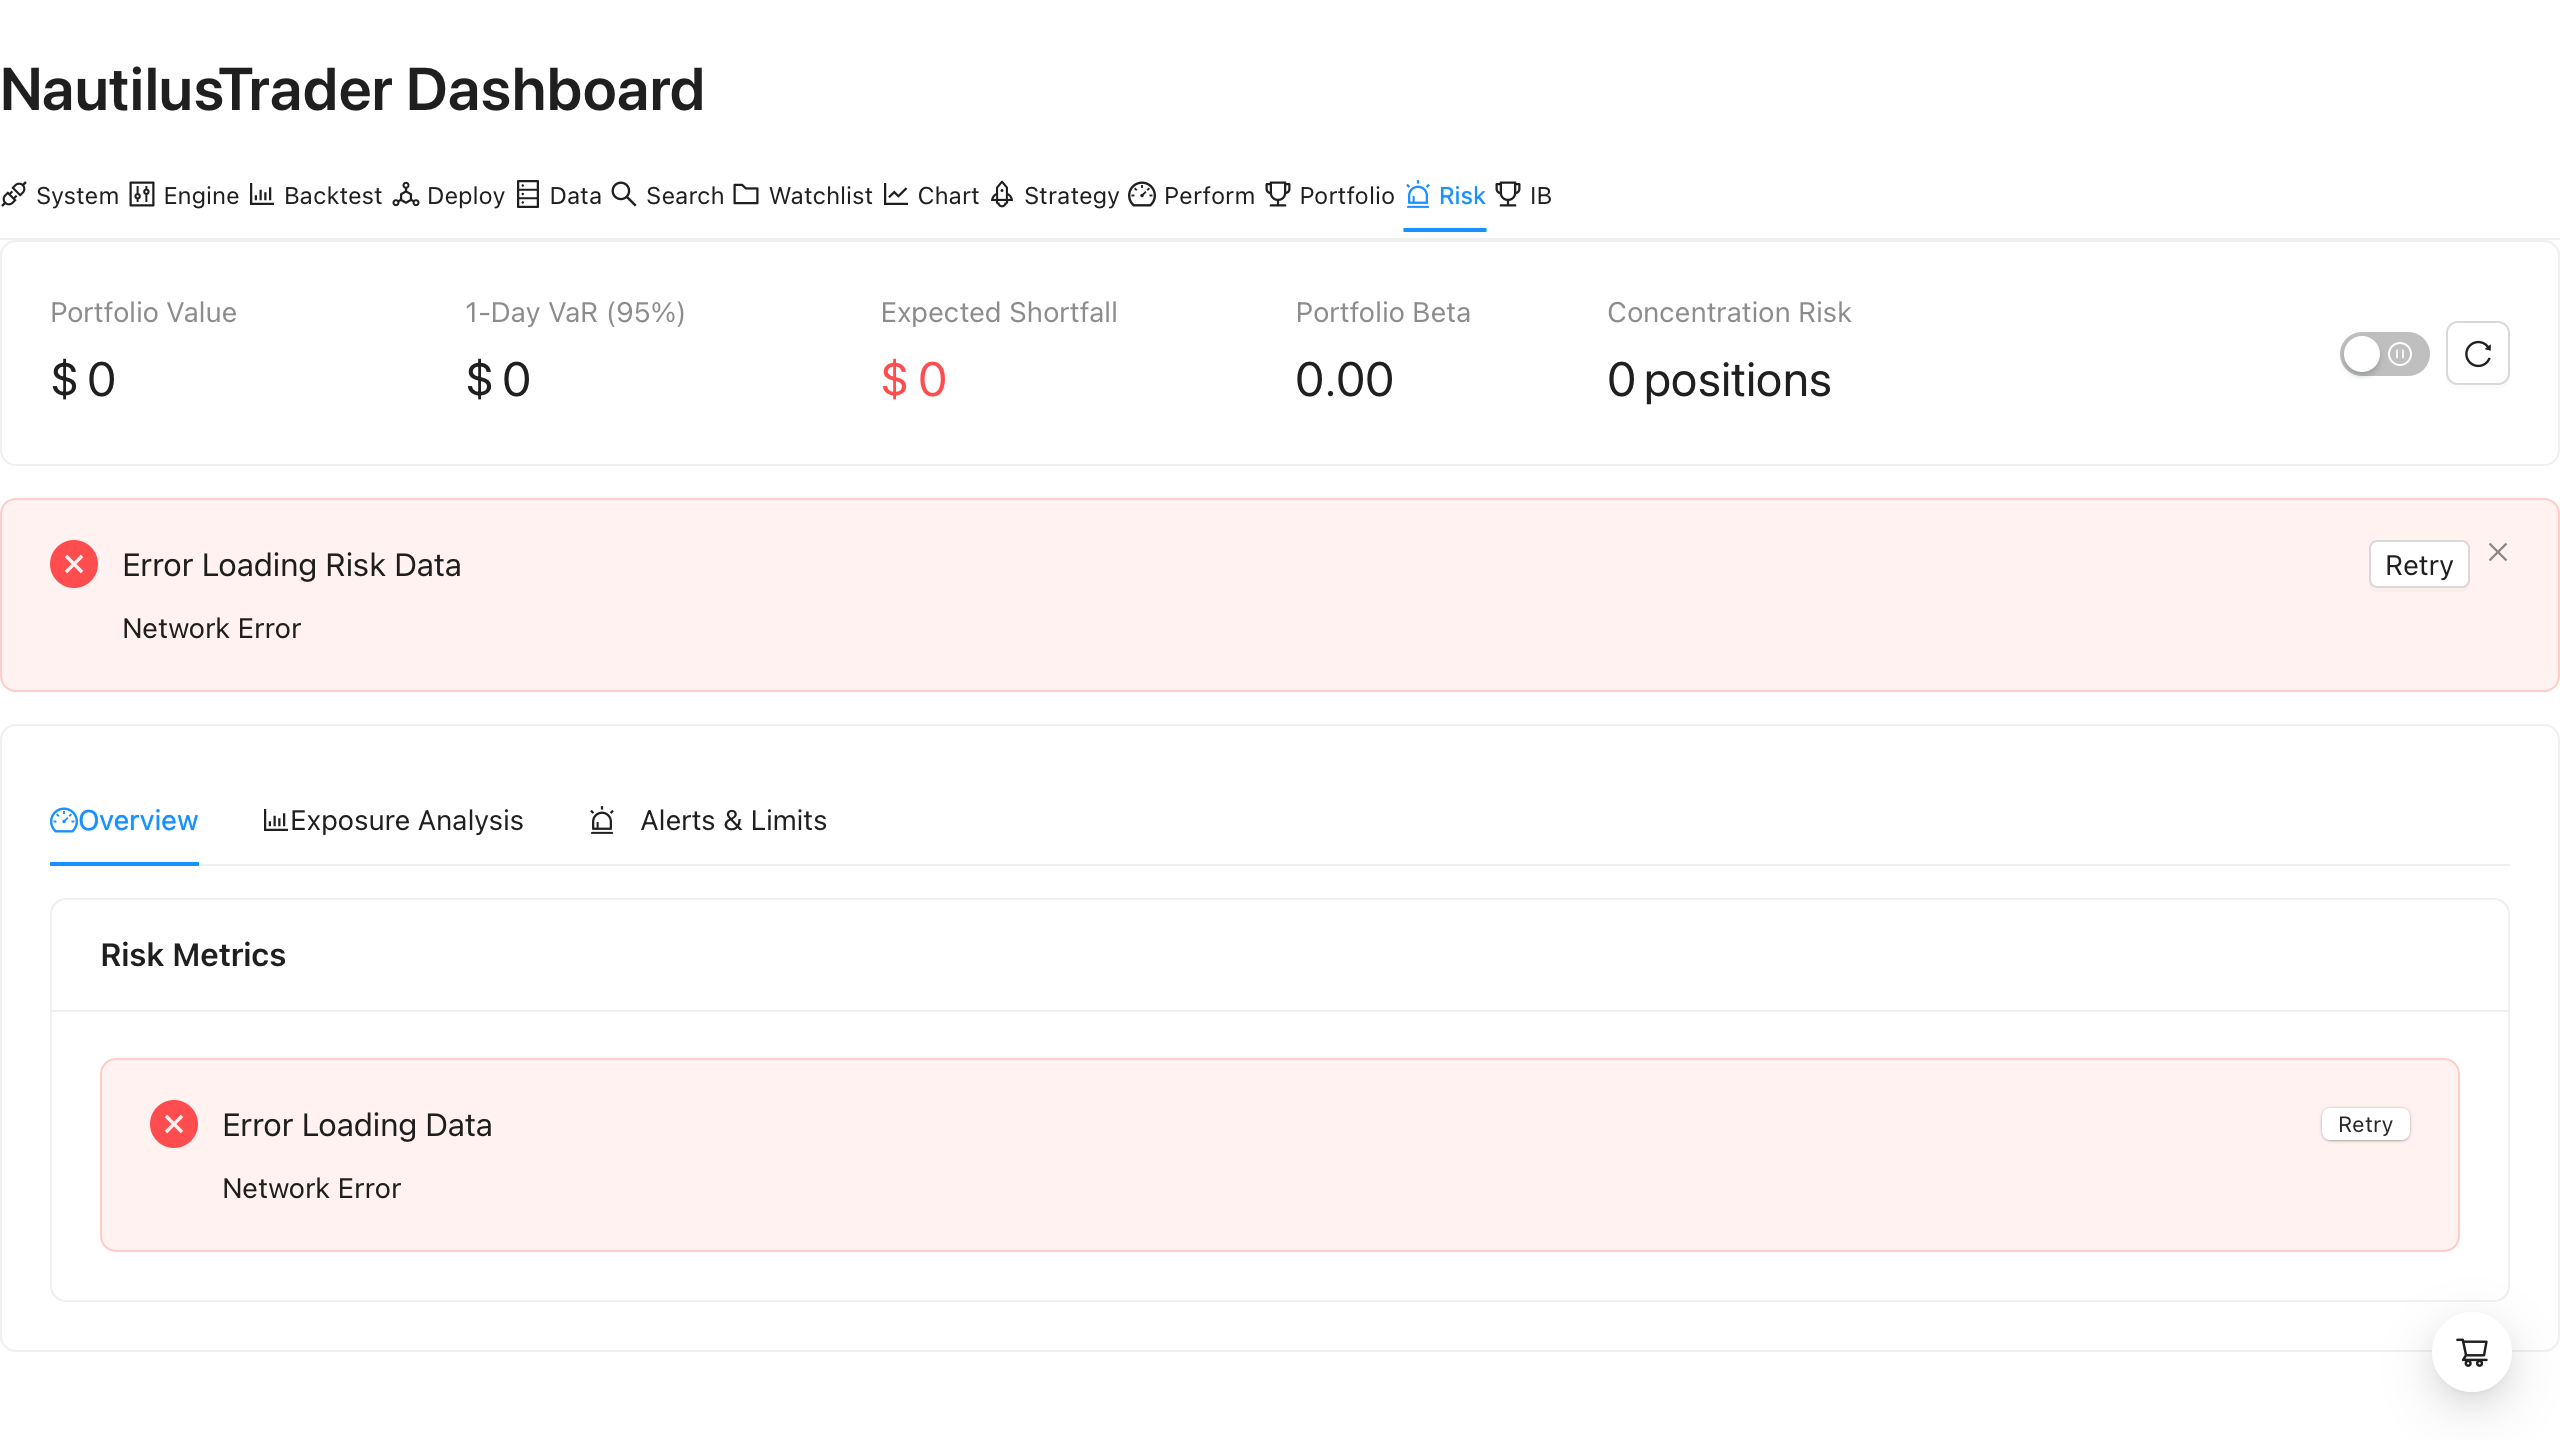 NautilusTrader Dashboard
System Engine Backtest Deploy Data Search Watchlist Chart Strategy Perform Portfolio Risk IB
Portfolio Value 1-Day VaR (95%) Expected Shortfall Portfolio Beta Concentration Risk
$ 0 $ 0 $ 0 0.00 0 positions
Error Loading Risk Data Retry
Network Error
Overview Exposure Analysis Alerts & Limits
Risk Metrics
Error Loading Data Retry
Network Error